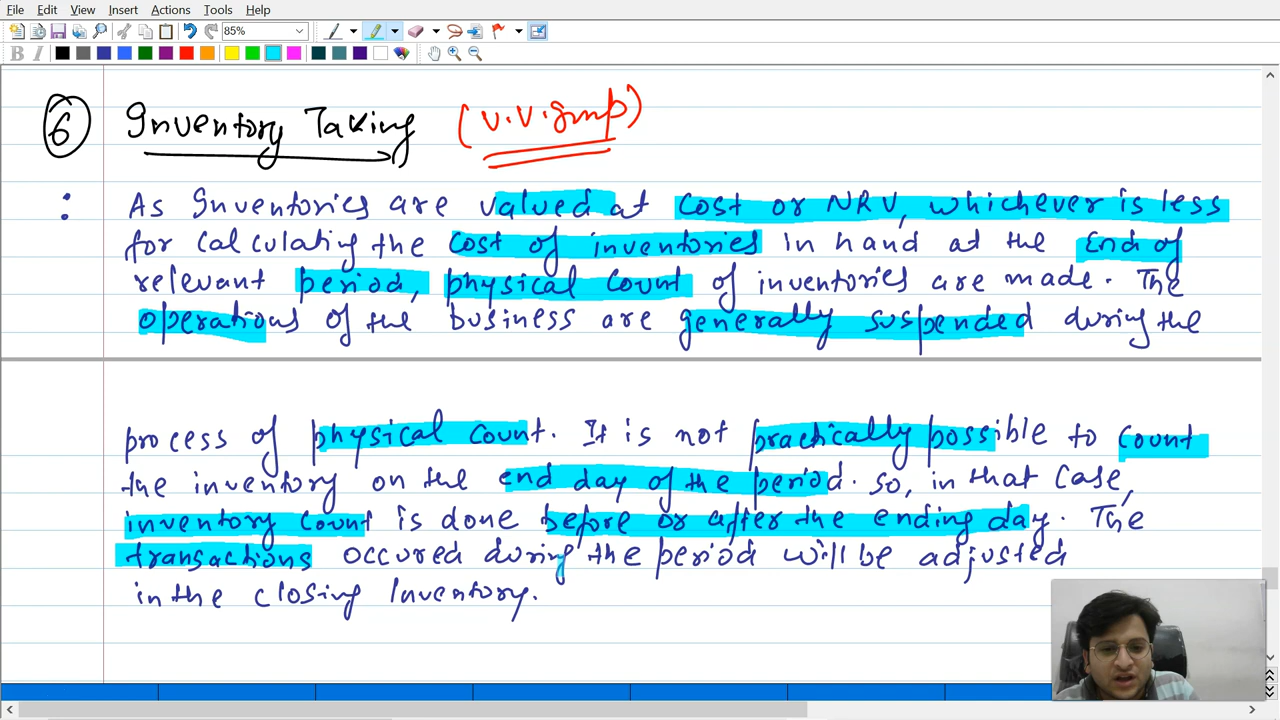 File Edit View Insert Actions Tools Help
85%
B I
6 Inventory Taking (V.V.Imp)
: As Inventories are valued at cost or NRV, whichever is less
for calculating the cost of inventories in hand at the End of
relevant period, physical count of inventories are made. The
operations of the business are generally suspended during the
process of physical count. It is not practically possible to count
the inventory on the end day of the period. So, in that case,
inventory count is done before or after the ending day. The
transactions occured during the period will be adjusted
in the closing Inventory.